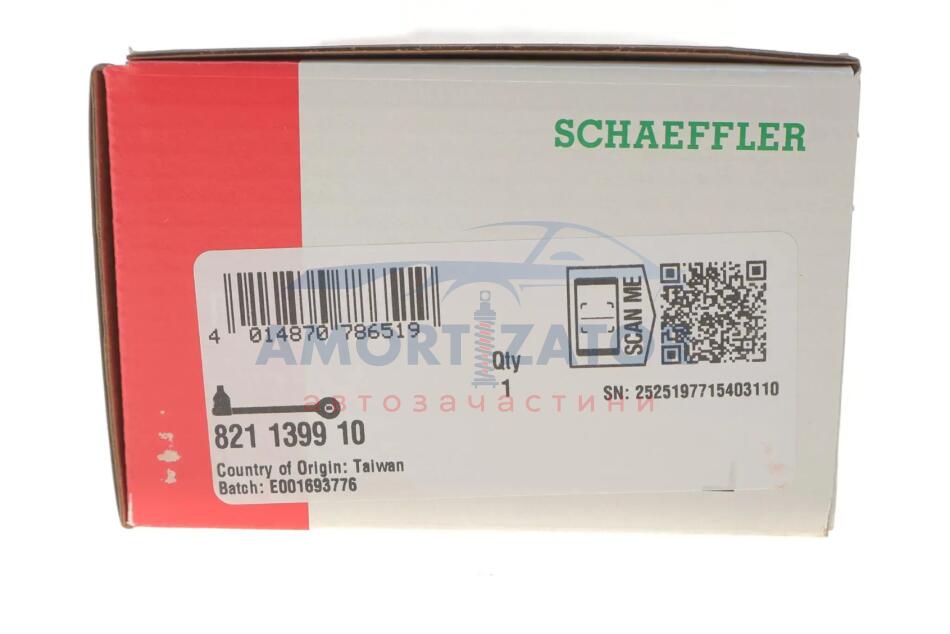 SCHAEFFLER
SCAN ME
4 014870 786519
AMORTIZATOR
автозачастини
Qty
1
SN: 2525197715403110
821 1399 10
Country of Origin: Taiwan
Batch: E001693776